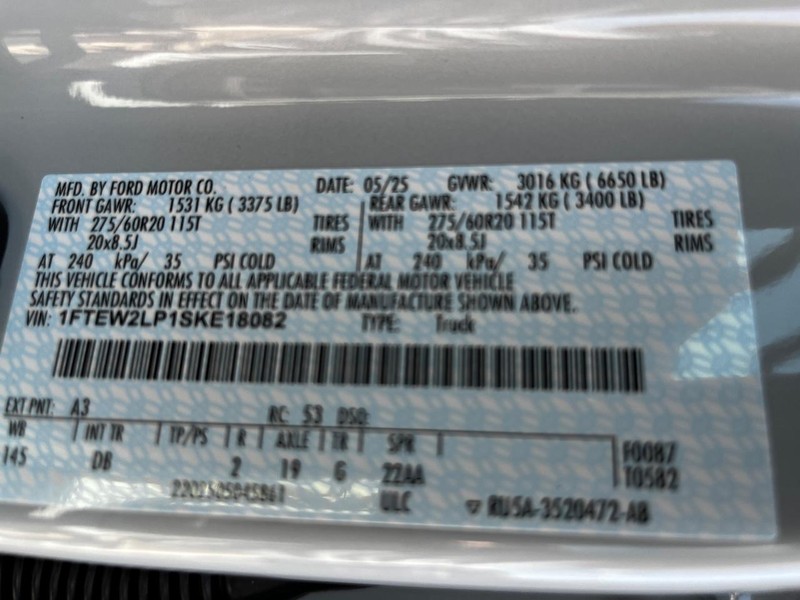 MFD. BY FORD MOTOR CO. DATE: 05/25 GVWR: 3016 KG ( 6650 LB)
FRONT GAWR: 1531 KG ( 3375 LB) REAR GAWR: 1542 KG ( 3400 LB)
WITH 275/60R20 115T TIRES WITH 275/60R20 115T TIRES
20x8.5J RIMS 20x8.5J RIMS
AT 240 kPa/ 35 PSI COLD AT 240 kPa/ 35 PSI COLD
THIS VEHICLE CONFORMS TO ALL APPLICABLE FEDERAL MOTOR VEHICLE
SAFETY STANDARDS IN EFFECT ON THE DATE OF MANUFACTURE SHOWN ABOVE.
VIN: 1FTEW2LP1SKE18082 TYPE: Truck
EXT PNT: A3 RC: 53 DSO:
WB INT TR TP/PS R AXLE TR SPR F0087
145 DB 2 19 G 22AA T0582
ULC RU5A-3520472-AB